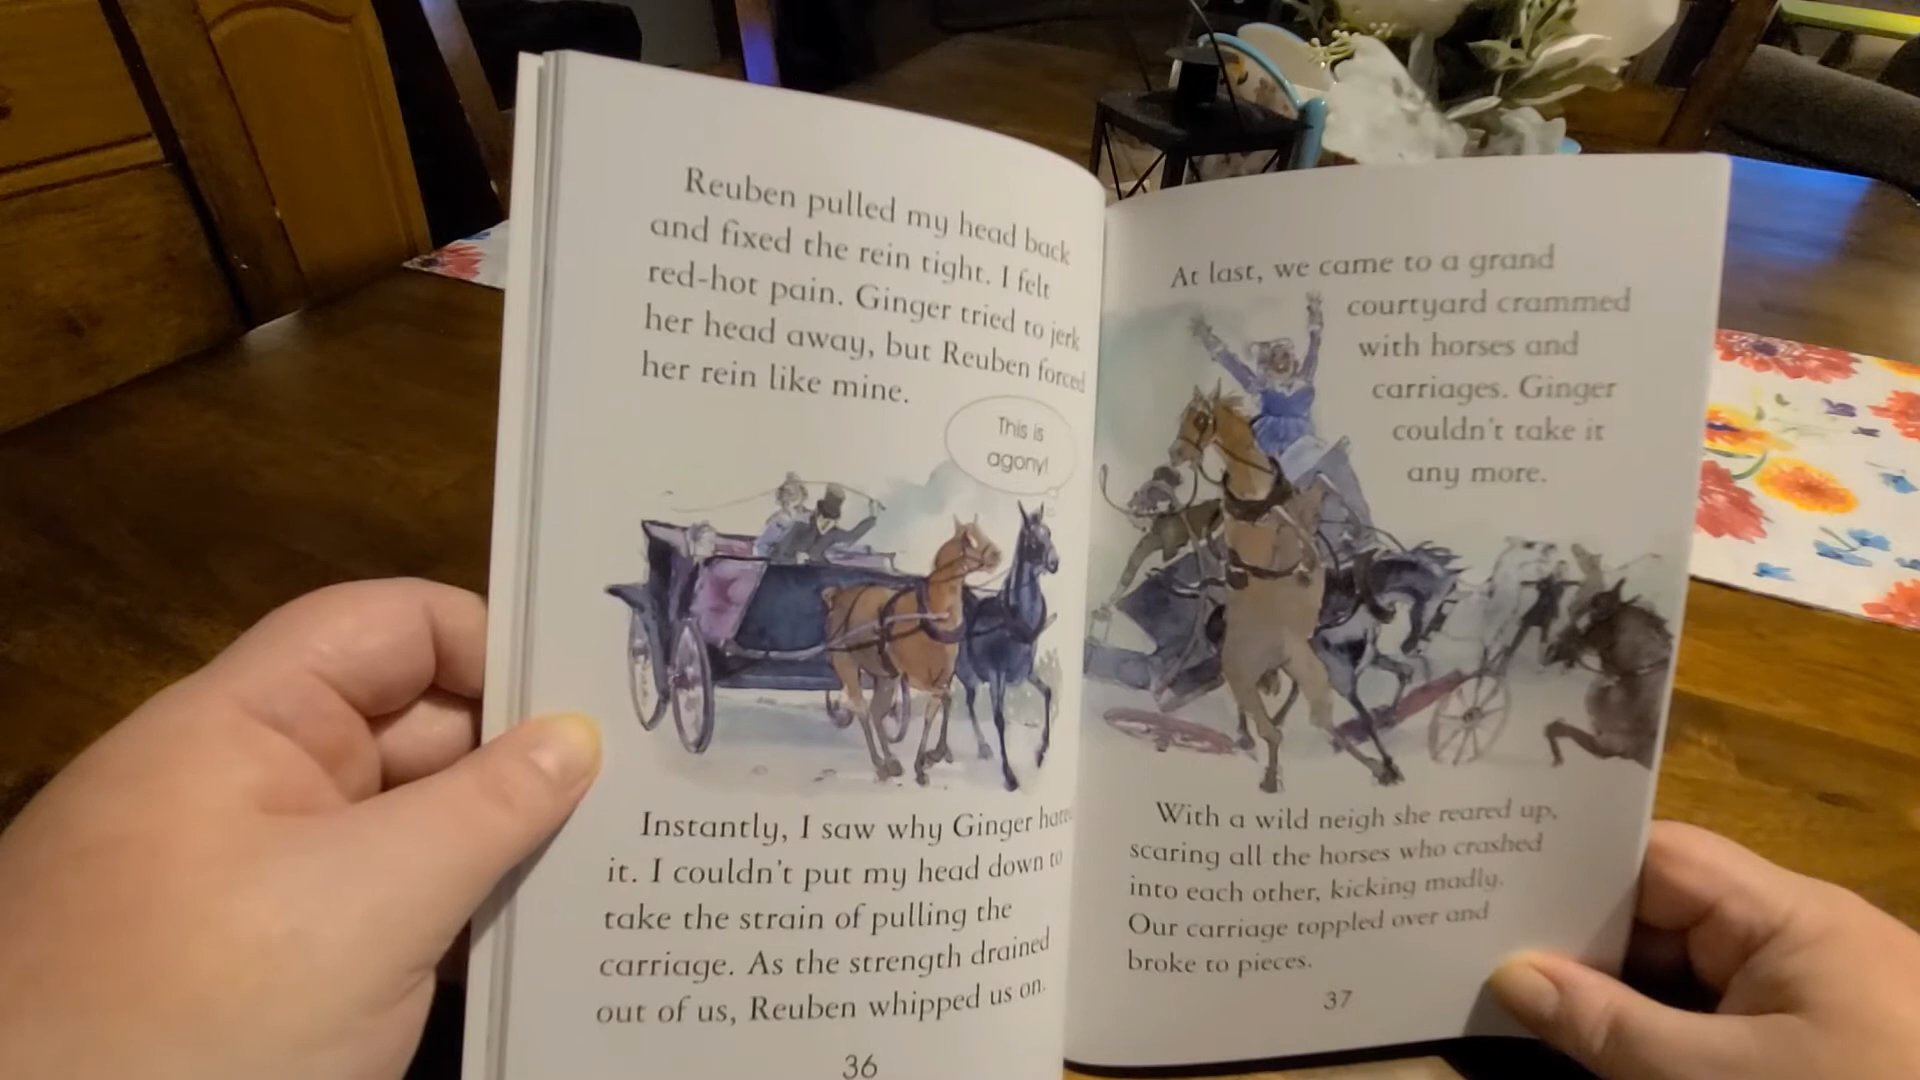 Reuben pulled my head back
and fixed the rein tight. I felt
red-hot pain. Ginger tried to jerk
her head away, but Reuben forced
her rein like mine.
This is
agony!
Instantly, I saw why Ginger
it. I couldn't put my head down to
take the strain of pulling the
carriage. As the strength drained
out of us, Reuben whipped us on.
36
At last, we came to a grand
courtyard crammed
with horses and
carriages. Ginger
couldn't take it
any more.
With a wild neigh she reared up,
scaring all the horses who crashed
into each other, kicking madly.
Our carriage toppled over and
broke to pieces.
37